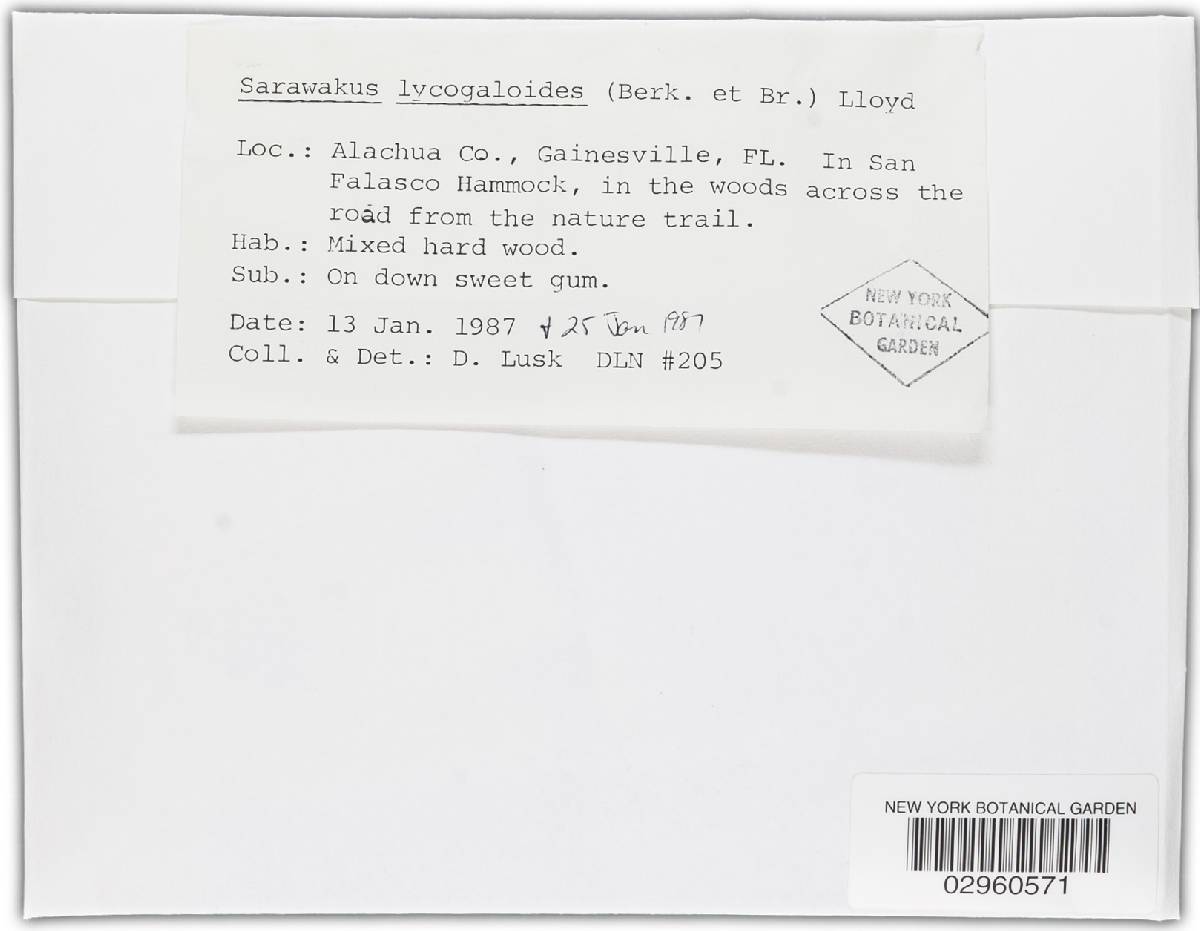 Sarawakus lycogaloides (Berk. et Br.) Lloyd
Loc.: Alachua Co., Gainesville, FL. In San
Falasco Hammock, in the woods across the
road from the nature trail.
Hab.: Mixed hard wood.
Sub.: On down sweet gum.
Date: 13 Jan. 1987 & 25 Jan 1987
Coll. & Det.: D. Lusk DLN #205
NEW YORK
BOTANICAL
GARDEN
NEW YORK BOTANICAL GARDEN
02960571